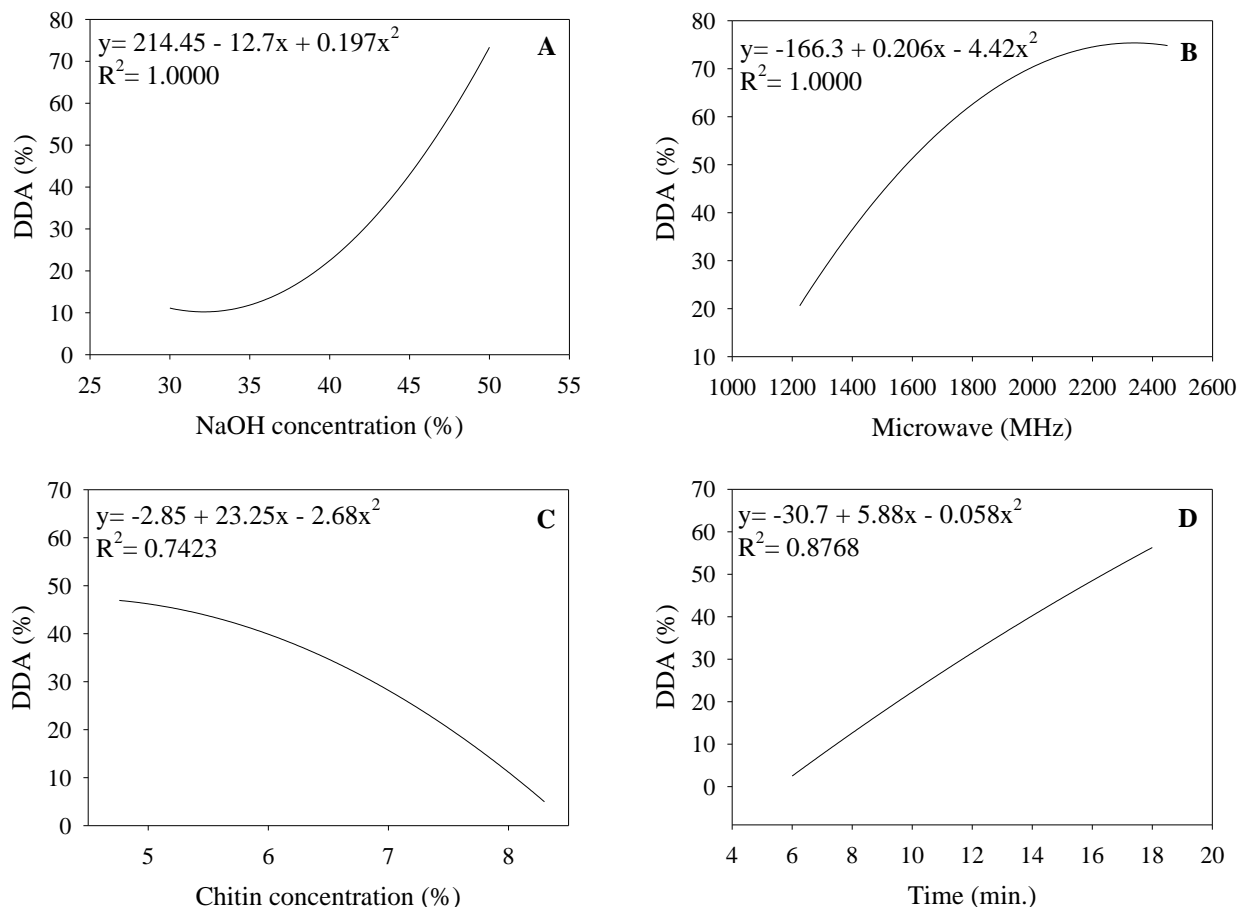 y= 214.45 - 12.7x + 0.197x²
R²= 1.0000
A
80
70
60
50
40
30
20
10
0
DDA (%)
25 30 35 40 45 50 55
NaOH concentration (%)
y= -166.3 + 0.206x - 4.42x²
R²= 1.0000
B
80
70
60
50
40
30
20
10
DDA (%)
1000 1200 1400 1600 1800 2000 2200 2400 2600
Microwave (MHz)
y= -2.85 + 23.25x - 2.68x²
R²= 0.7423
C
70
60
50
40
30
20
10
0
DDA (%)
5 6 7 8
Chitin concentration (%)
y= -30.7 + 5.88x - 0.058x²
R²= 0.8768
D
70
60
50
40
30
20
10
0
DDA (%)
4 6 8 10 12 14 16 18 20
Time (min.)